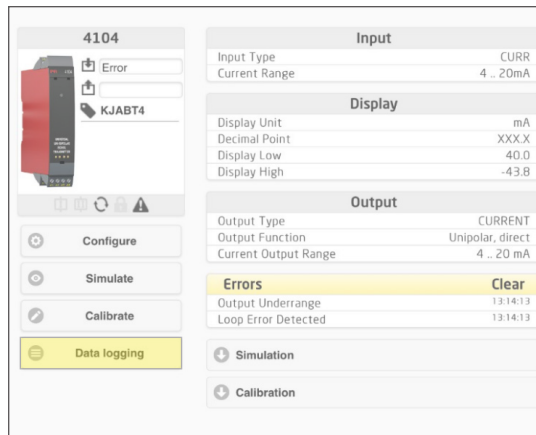 4104
Error
KJABT4
Configure
Simulate
Calibrate
Data logging
Input
Input Type CURR
Current Range 4 .. 20mA
Display
Display Unit mA
Decimal Point XXX.X
Display Low 40.0
Display High -43.8
Output
Output Type CURRENT
Output Function Unipolar, direct
Current Output Range 4 .. 20 mA
Errors Clear
Output Underrange 13:14:13
Loop Error Detected 13:14:13
Simulation
Calibration